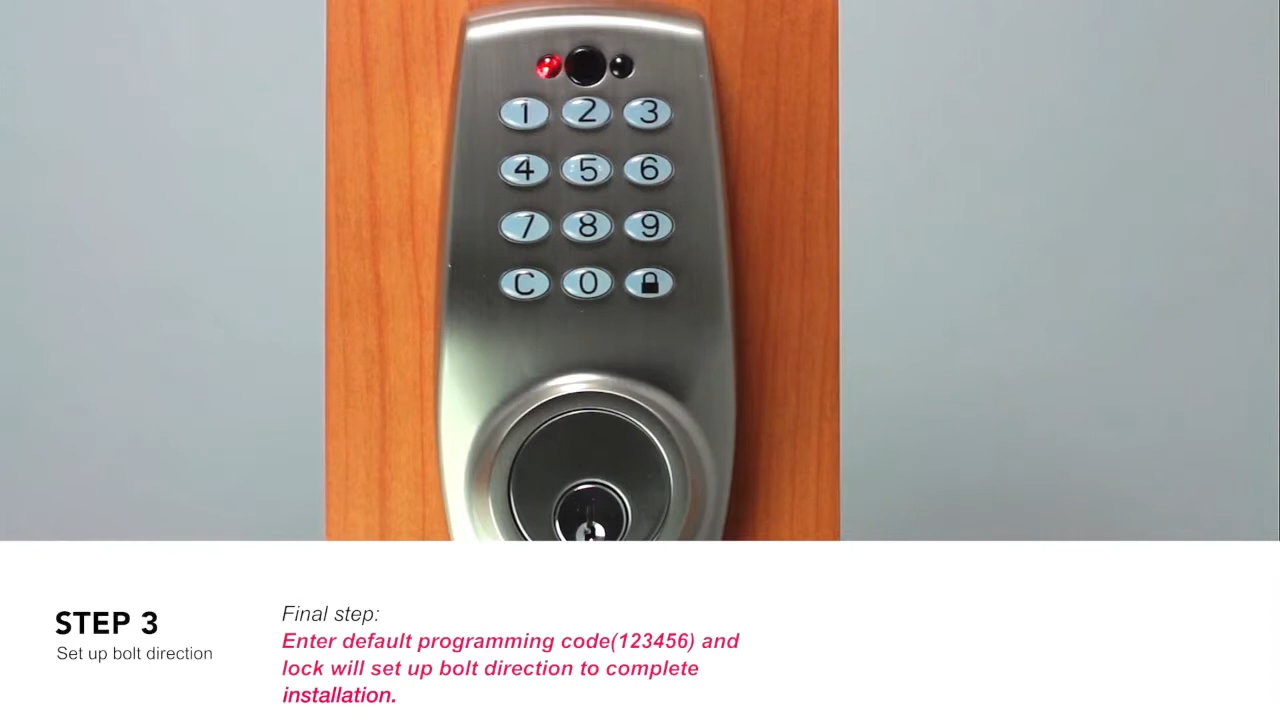 1 2 3
4 5 6
7 8 9
C 0
STEP 3
Set up bolt direction
Final step:
Enter default programming code(123456) and
lock will set up bolt direction to complete
installation.